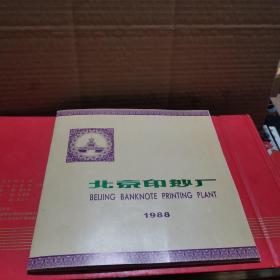 北京印钞厂
BEIJING BANKNOTE PRINTING PLANT
1988